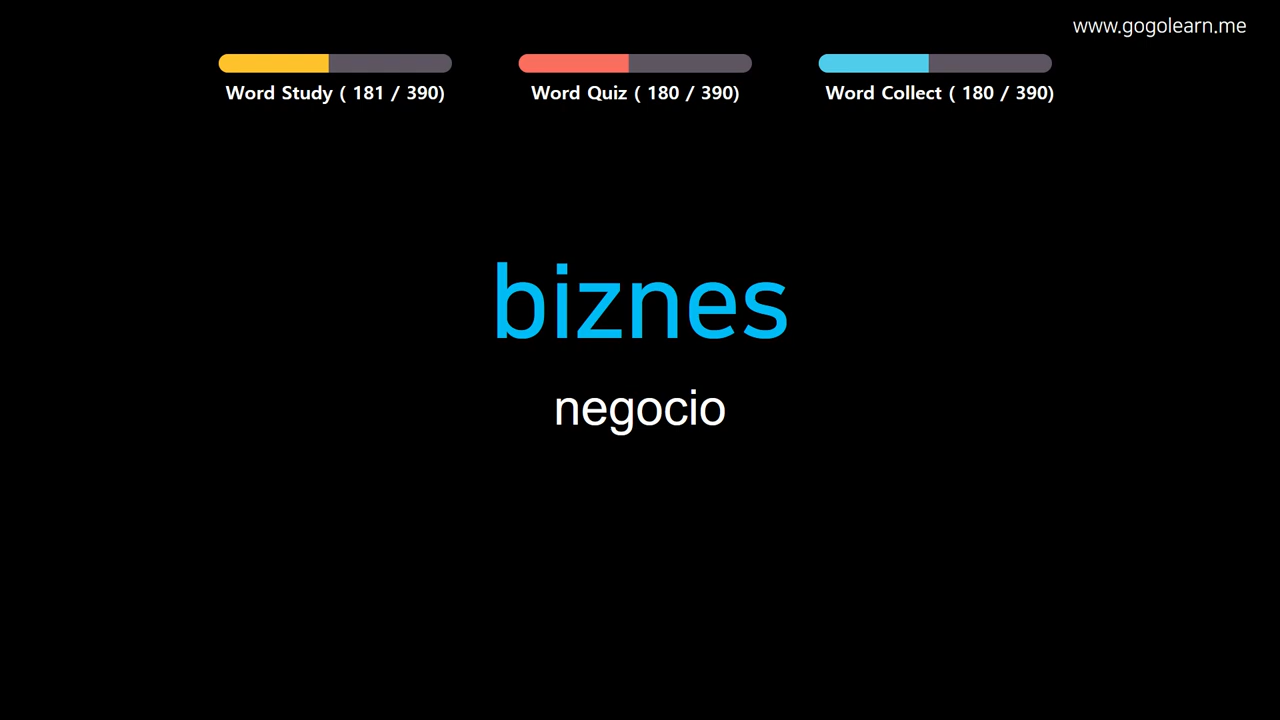 www.gogolearn.me
Word Study ( 181 / 390)
Word Quiz ( 180 / 390)
Word Collect ( 180 / 390)
biznes
negocio